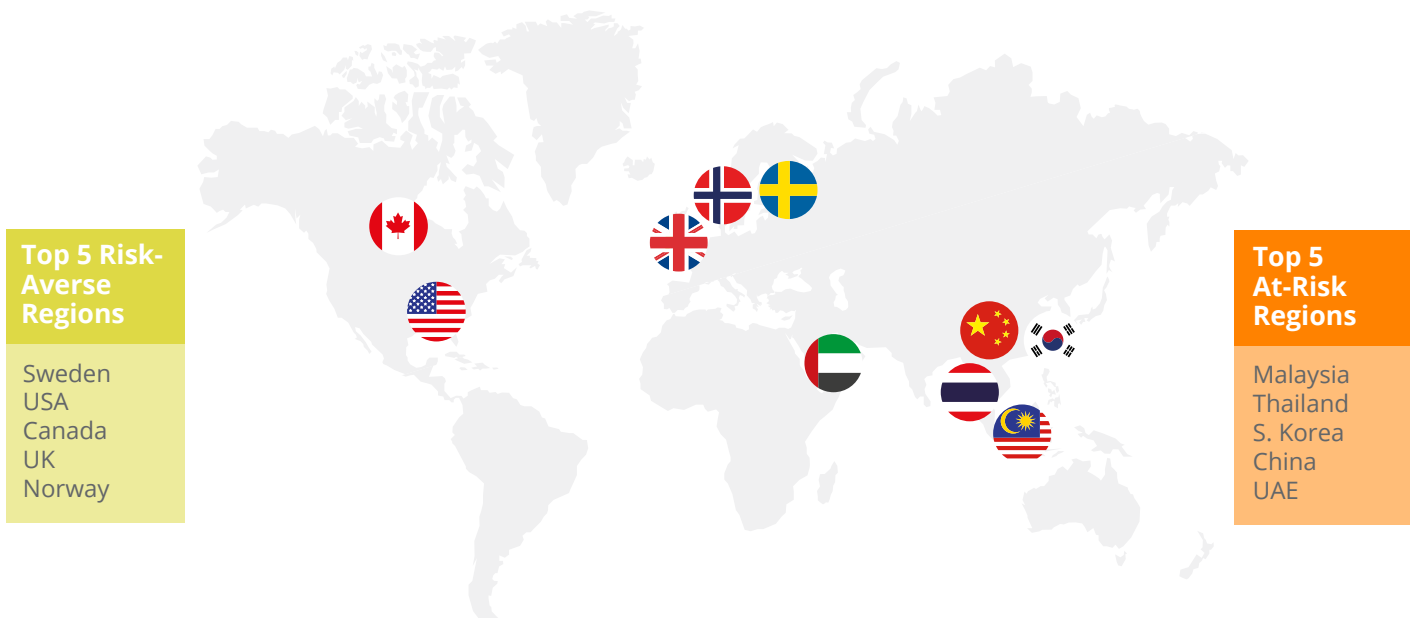 Top 5 Risk-
Averse
Regions
Sweden
USA
Canada
UK
Norway
Top 5
At-Risk
Regions
Malaysia
Thailand
S. Korea
China
UAE